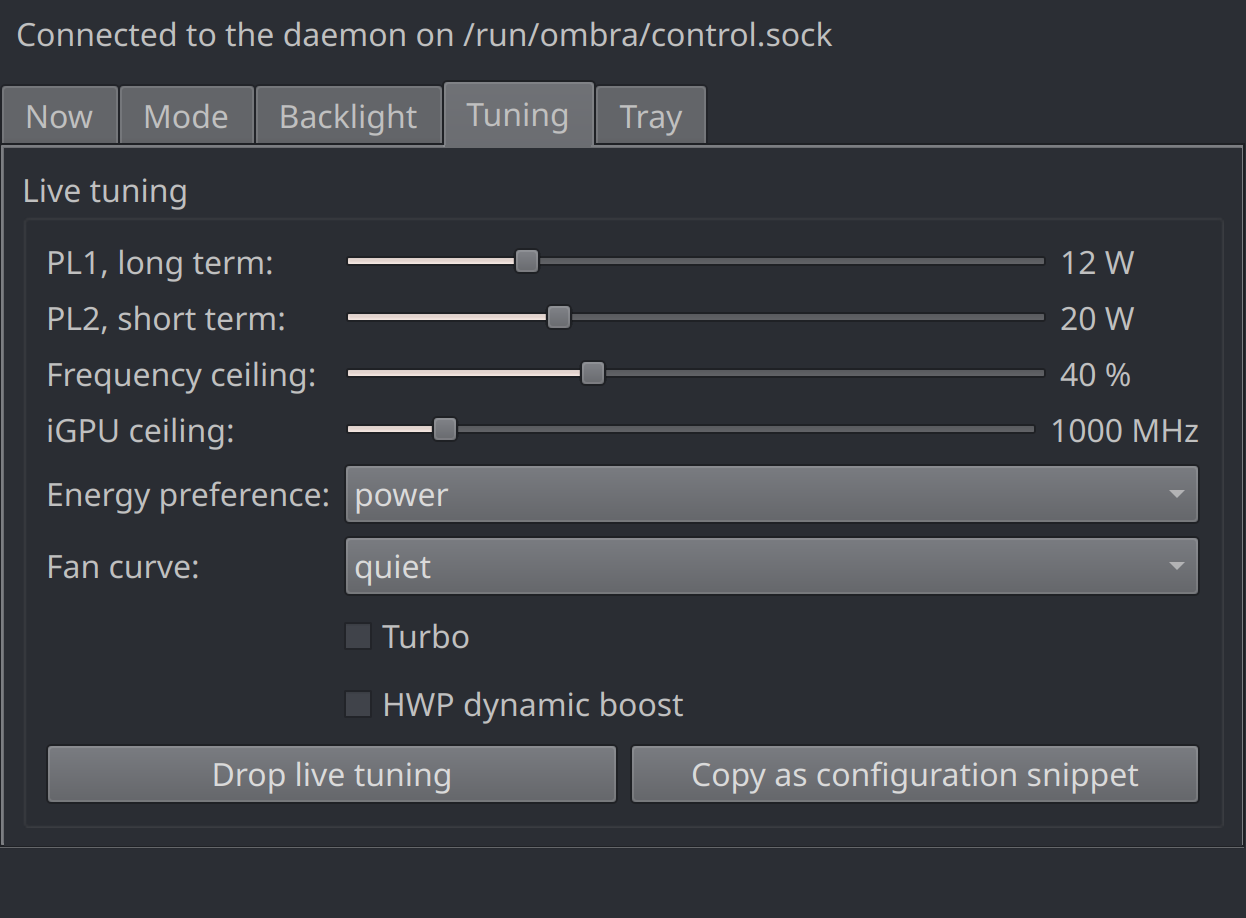 Connected to the daemon on /run/ombra/control.sock
Now Mode Backlight Tuning Tray
Live tuning
PL1, long term: 12 W
PL2, short term: 20 W
Frequency ceiling: 40 %
iGPU ceiling: 1000 MHz
Energy preference: power
Fan curve: quiet
Turbo
HWP dynamic boost
Drop live tuning Copy as configuration snippet